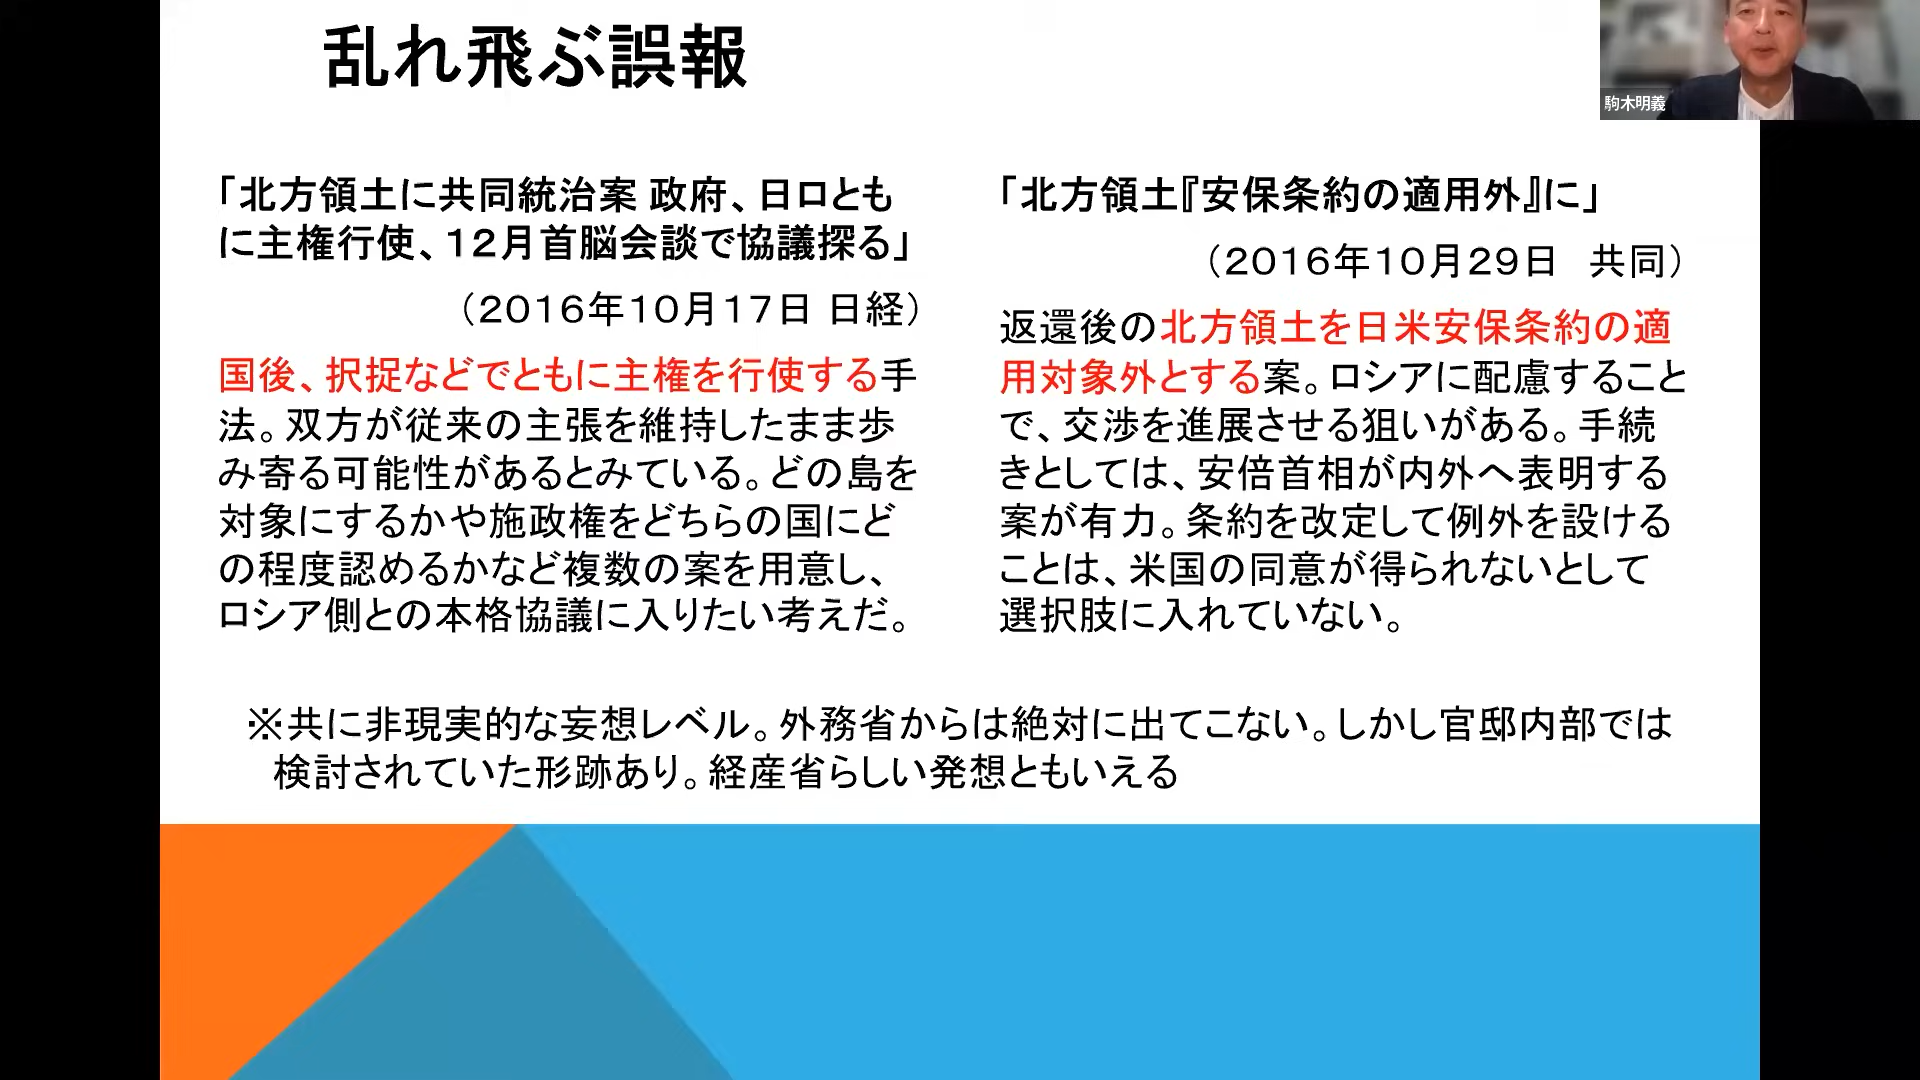 乱れ飛ぶ誤報
駒木明義
「北方領土に共同統治案 政府、日ロとも
に主権行使、12月首脳会談で協議探る」
（2016年10月17日 日経）
国後、択捉などでともに主権を行使する手
法。双方が従来の主張を維持したまま歩
み寄る可能性があるとみている。どの島を
対象にするかや施政権をどちらの国にど
の程度認めるかなど複数の案を用意し、
ロシア側との本格協議に入りたい考えだ。
「北方領土『安保条約の適用外』に」
（2016年10月29日　共同）
返還後の北方領土を日米安保条約の適
用対象外とする案。ロシアに配慮すること
で、交渉を進展させる狙いがある。手続
きとしては、安倍首相が内外へ表明する
案が有力。条約を改定して例外を設ける
ことは、米国の同意が得られないとして
選択肢に入れていない。
※共に非現実的な妄想レベル。外務省からは絶対に出てこない。しかし官邸内部では
検討されていた形跡あり。経産省らしい発想ともいえる